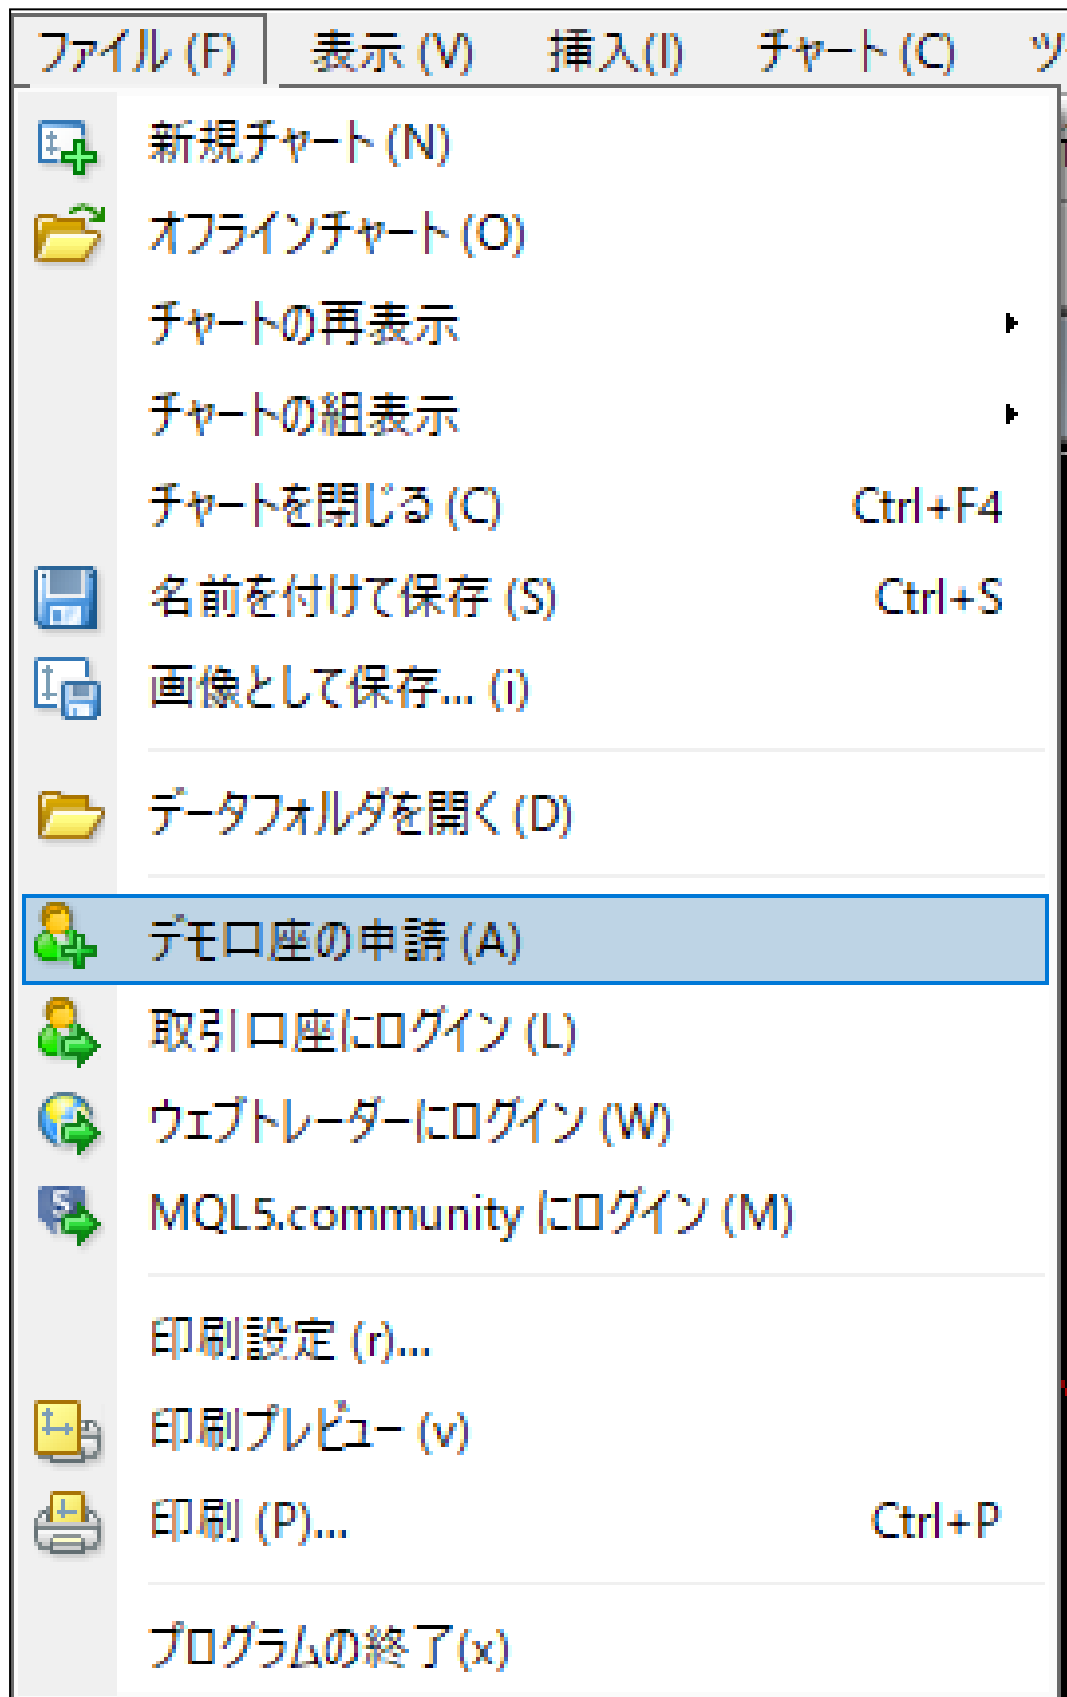 ファイル (F) 表示 (V) 挿入(I) チャート (C) ツ
新規チャート (N)
オフラインチャート (O)
チャートの再表示
チャートの組表示
チャートを閉じる (C) Ctrl+F4
名前を付けて保存 (S) Ctrl+S
画像として保存... (i)
データフォルダを開く (D)
デモ口座の申請 (A)
取引口座にログイン (L)
ウェブトレーダーにログイン (W)
MQL5.community にログイン (M)
印刷設定 (r)...
印刷プレビュー (v)
印刷 (P)... Ctrl+P
プログラムの終了(x)